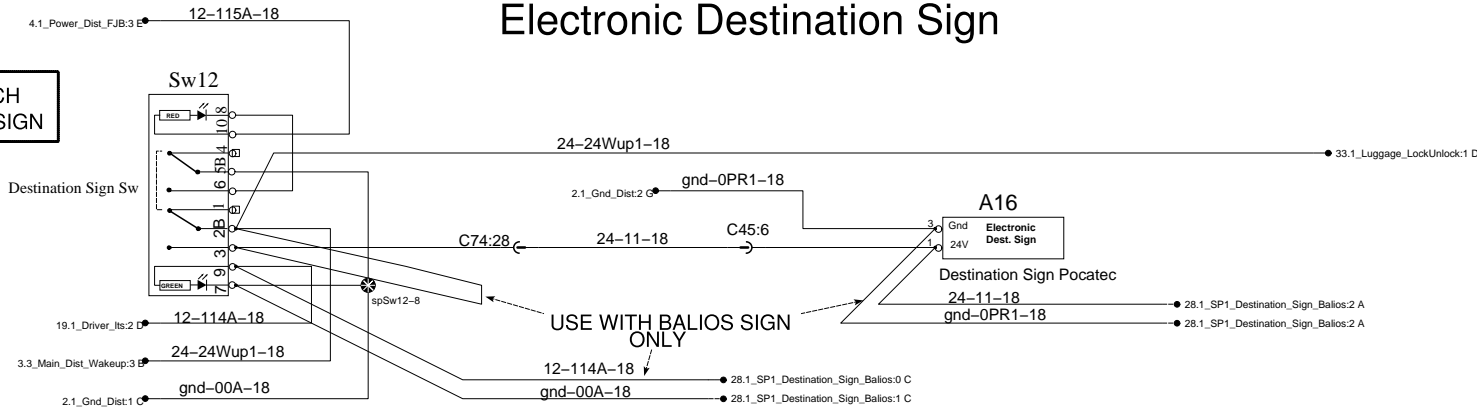 Electronic Destination Sign
4.1_Power_Dist_FJB:3 E
12-115A-18
CH
SIGN
Sw12
RED
8
10
4
5B
6
1
2B
3
9
7
GREEN
Destination Sign Sw
24-24Wup1-18
33.1_Luggage_LockUnlock:1 D
2.1_Gnd_Dist:2 G
gnd-0PR1-18
A16
3
Gnd
1
24V
Electronic
Dest. Sign
C74:28
24-11-18
C45:6
Destination Sign Pocatec
24-11-18
28.1_SP1_Destination_Sign_Balios:2 A
gnd-0PR1-18
28.1_SP1_Destination_Sign_Balios:2 A
spSw12-8
USE WITH BALIOS SIGN
ONLY
19.1_Driver_lts:2 D
12-114A-18
3.3_Main_Dist_Wakeup:3 B
24-24Wup1-18
2.1_Gnd_Dist:1 C
gnd-00A-18
12-114A-18
28.1_SP1_Destination_Sign_Balios:0 C
gnd-00A-18
28.1_SP1_Destination_Sign_Balios:1 C